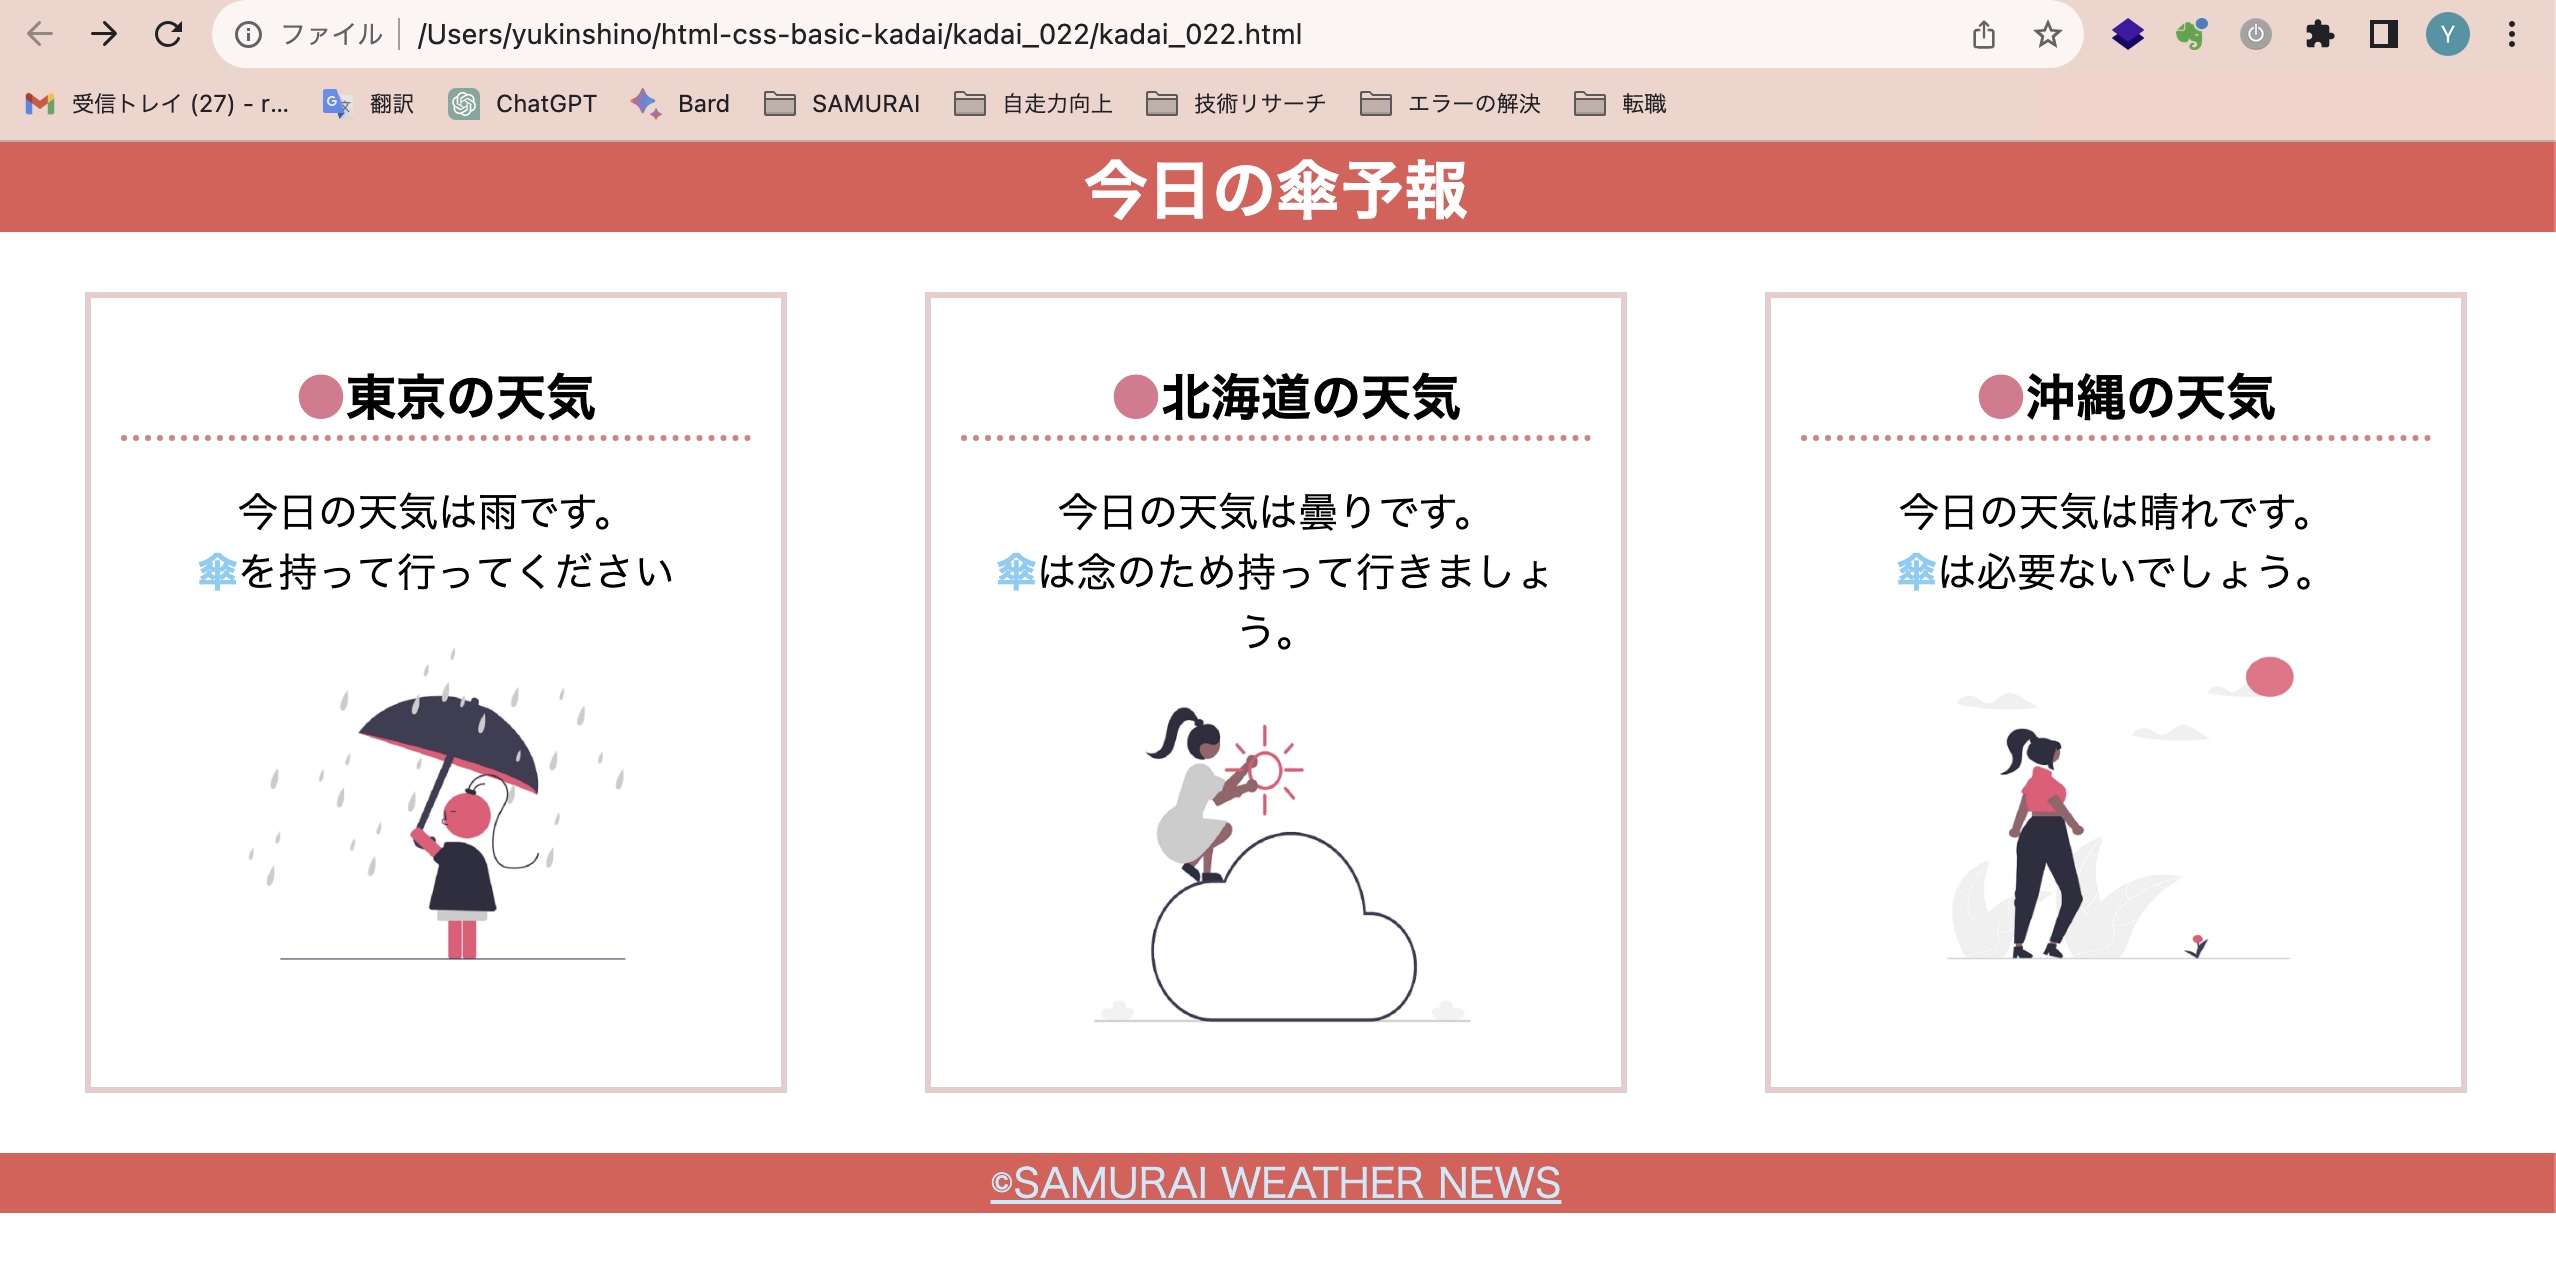 ファイル /Users/yukinshino/html-css-basic-kadai/kadai_022/kadai_022.html
Y
受信トレイ (27) - r... 翻訳 ChatGPT Bard SAMURAI 自走力向上 技術リサーチ エラーの解決 転職
今日の傘予報
●東京の天気
今日の天気は雨です。
傘を持って行ってください
●北海道の天気
今日の天気は曇りです。
傘は念のため持って行きましょ
う。
●沖縄の天気
今日の天気は晴れです。
傘は必要ないでしょう。
©SAMURAI WEATHER NEWS